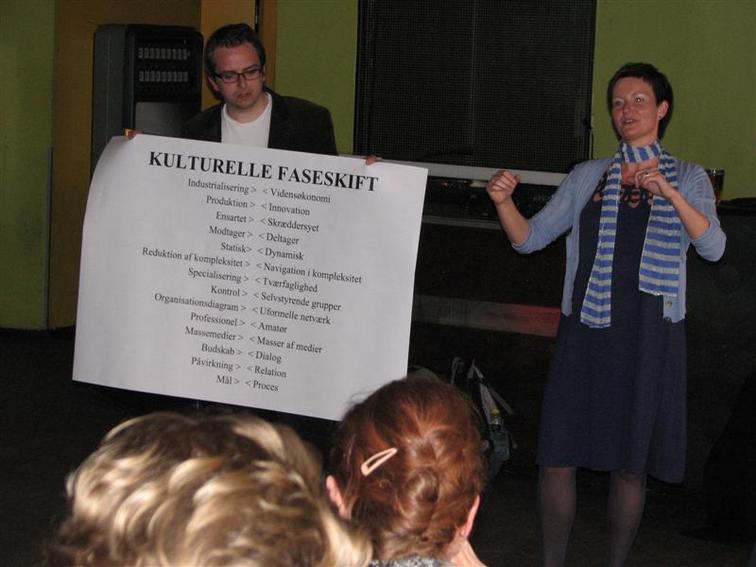 KULTURELLE FASESKIFT
Industrialisering > < Vidensøkonomi
Produktion > < Innovation
Ensartet > < Skræddersyet
Modtager > < Deltager
Statisk> < Dynamisk
Reduktion af kompleksitet > < Navigation i kompleksitet
Specialisering > < Tværfaglighed
Kontrol > < Selvstyrende grupper
Organisationsdiagram > < Uformelle netværk
Professionel > < Amatør
Massemedier > < Masser af medier
Budskab > < Dialog
Påvirkning > < Relation
Mål > < Proces